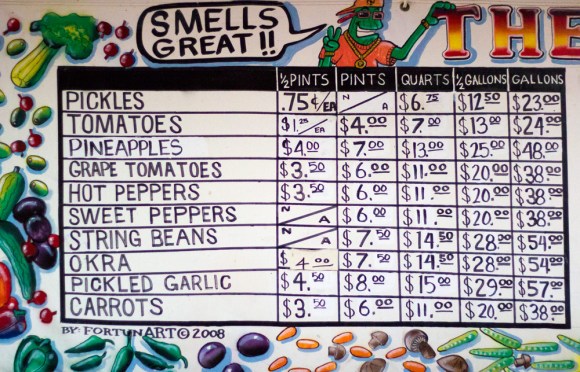 SMELLS
GREAT!!
THE
½ PINTS PINTS QUARTS ½ GALLONS GALLONS
PICKLES .75¢/EA N/A $6.75 $12.50 $23.00
TOMATOES $1.25/EA $4.00 $7.00 $13.00 $24.00
PINEAPPLES $4.00 $7.00 $13.00 $25.00 $48.00
GRAPE TOMATOES $3.50 $6.00 $11.00 $20.00 $38.00
HOT PEPPERS $3.50 $6.00 $11.00 $20.00 $38.00
SWEET PEPPERS N/A $6.00 $11.00 $20.00 $38.00
STRING BEANS N/A $7.50 $14.50 $28.00 $54.00
OKRA $4.00 $7.50 $14.50 $28.00 $54.00
PICKLED GARLIC $4.50 $8.00 $15.00 $29.00 $57.00
CARROTS $3.50 $6.00 $11.00 $20.00 $38.00
BY: FORTUNART © 2008